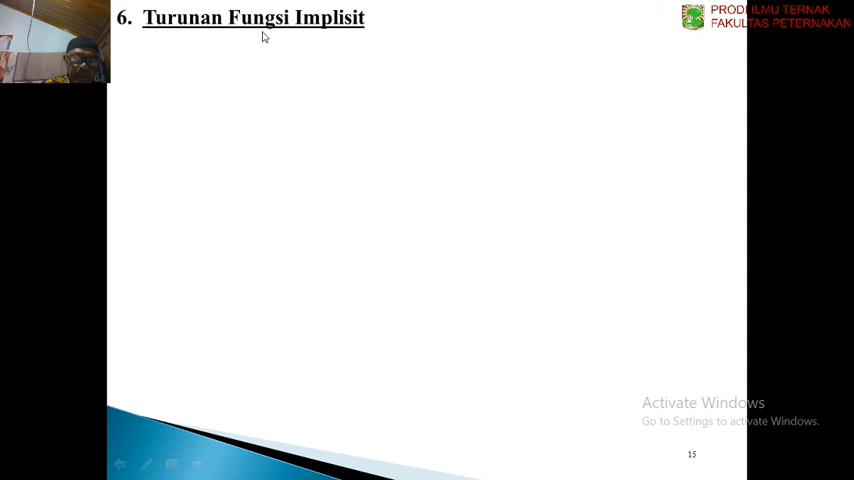 6. Turunan Fungsi Implisit
PRODI ILMU TERNAK
FAKULTAS PETERNAKAN
Activate Windows
Go to Settings to activate Windows.
15